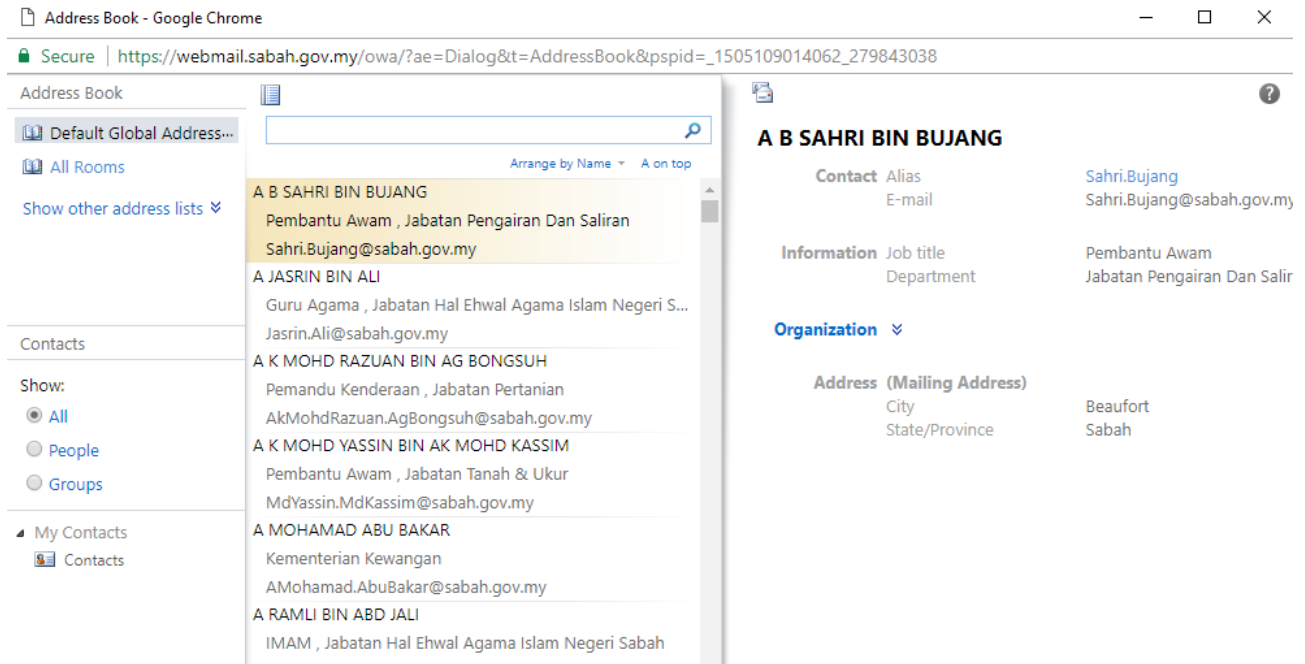 Address Book - Google Chrome
Secure | https://webmail.sabah.gov.my/owa/?ae=Dialog&t=AddressBook&pspid=_1505109014062_279843038
Address Book
Default Global Address...
All Rooms
Show other address lists
Contacts
Show:
All
People
Groups
My Contacts
Contacts
Arrange by Name A on top
A B SAHRI BIN BUJANG
Pembantu Awam , Jabatan Pengairan Dan Saliran
Sahri.Bujang@sabah.gov.my
A JASRIN BIN ALI
Guru Agama , Jabatan Hal Ehwal Agama Islam Negeri S...
Jasrin.Ali@sabah.gov.my
A K MOHD RAZUAN BIN AG BONGSUH
Pemandu Kenderaan , Jabatan Pertanian
AkMohdRazuan.AgBongsuh@sabah.gov.my
A K MOHD YASSIN BIN AK MOHD KASSIM
Pembantu Awam , Jabatan Tanah & Ukur
MdYassin.MdKassim@sabah.gov.my
A MOHAMAD ABU BAKAR
Kementerian Kewangan
AMohamad.AbuBakar@sabah.gov.my
A RAMLI BIN ABD JALI
IMAM , Jabatan Hal Ehwal Agama Islam Negeri Sabah
A B SAHRI BIN BUJANG
Contact Alias Sahri.Bujang
E-mail Sahri.Bujang@sabah.gov.my
Information Job title Pembantu Awam
Department Jabatan Pengairan Dan Salir
Organization
Address (Mailing Address)
City Beaufort
State/Province Sabah